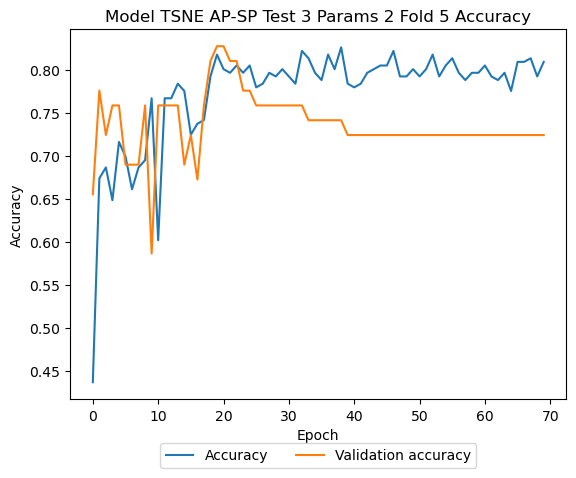 Model TSNE AP-SP Test 3 Params 2 Fold 5 Accuracy
0.80
0.75
0.70
0.65
0.60
0.55
0.50
0.45
Accuracy
0 10 20 30 40 50 60 70
Epoch
Accuracy Validation accuracy